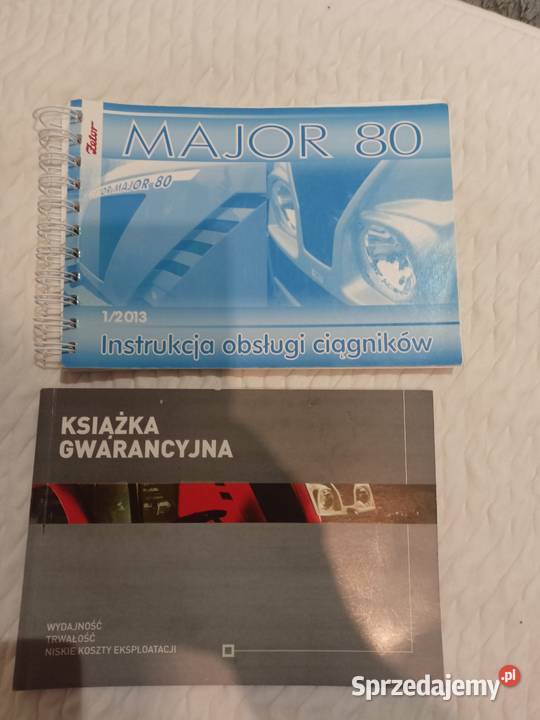 Zetor
MAJOR 80
OR MAJOR 80
1/2013
Instrukcja obsługi ciągników
KSIĄŻKA
GWARANCYJNA
WYDAJNOŚĆ
TRWAŁOŚĆ
NISKIE KOSZTY EKSPLOATACJI
Sprzedajemy.pl